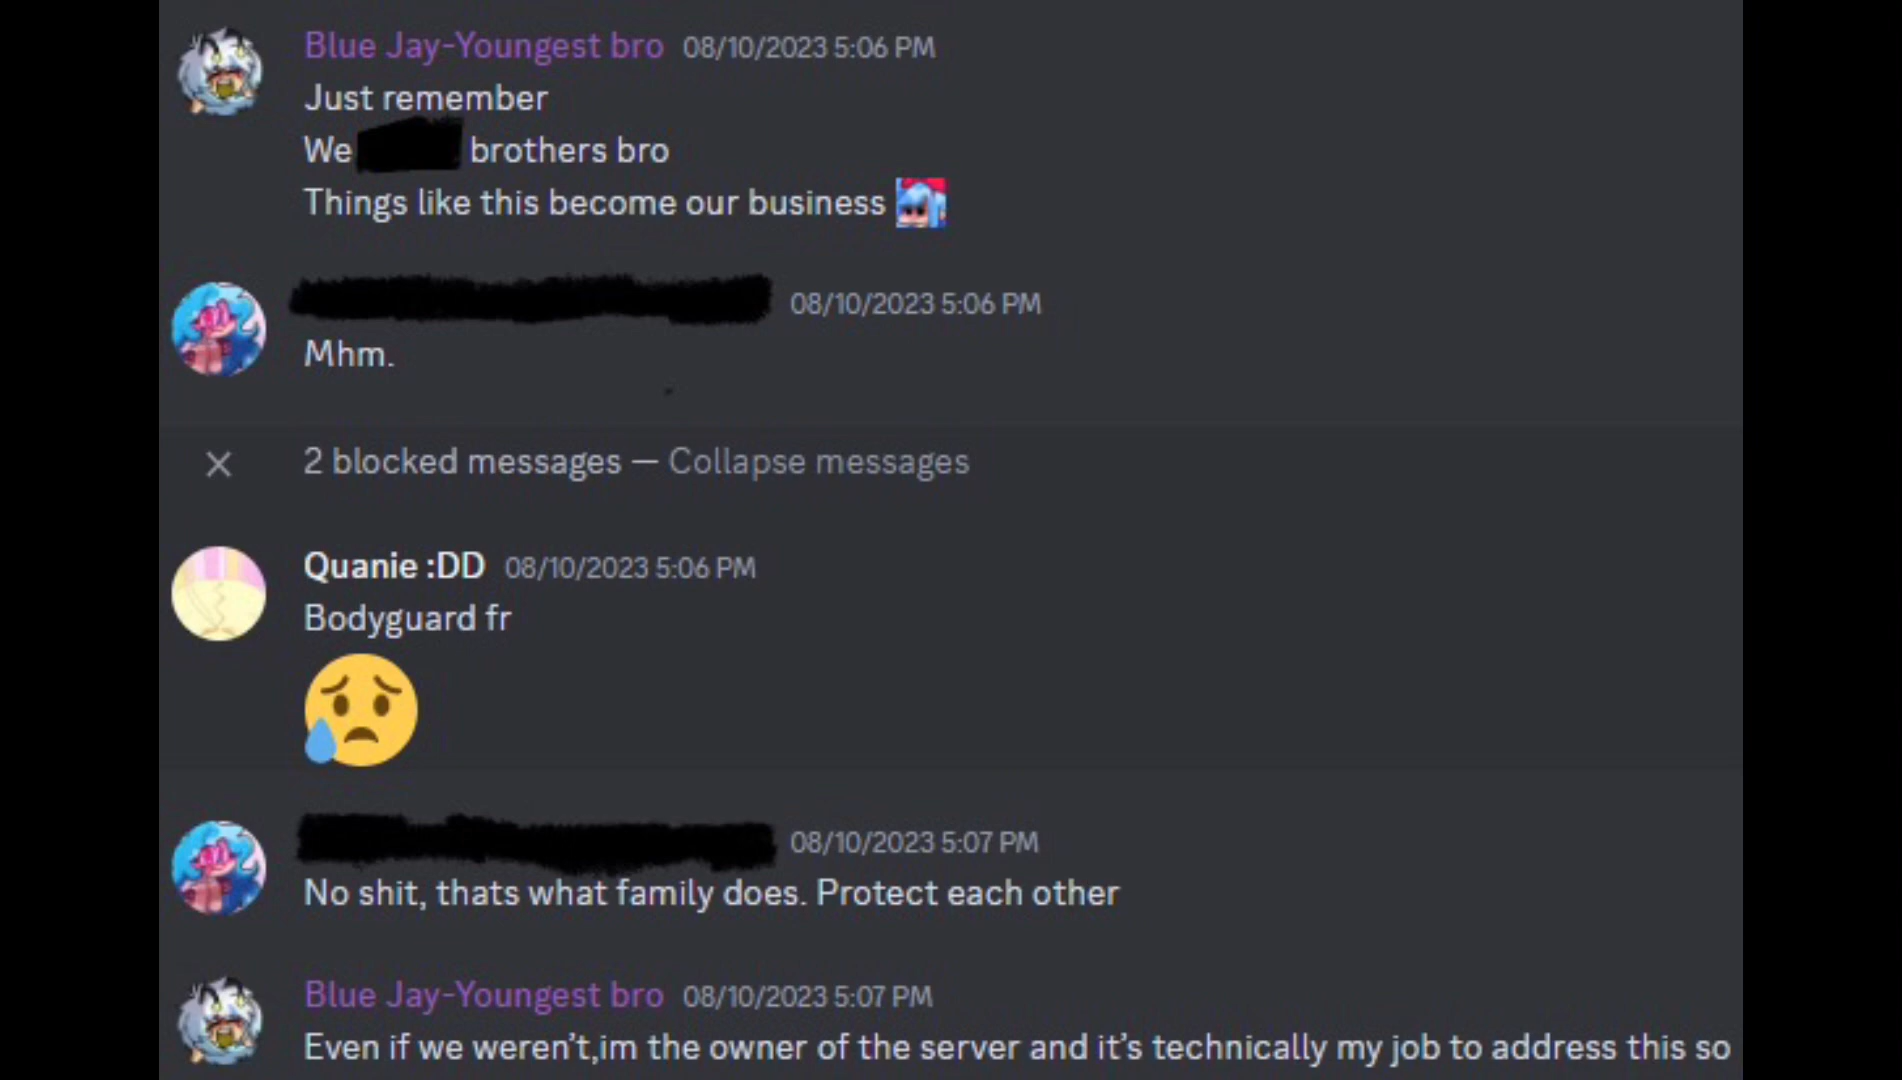 Blue Jay-Youngest bro 08/10/2023 5:06 PM
Just remember
We brothers bro
Things like this become our business
08/10/2023 5:06 PM
Mhm.
2 blocked messages — Collapse messages
Quanie :DD 08/10/2023 5:06 PM
Bodyguard fr
08/10/2023 5:07 PM
No shit, thats what family does. Protect each other
Blue Jay-Youngest bro 08/10/2023 5:07 PM
Even if we weren’t,im the owner of the server and it’s technically my job to address this so